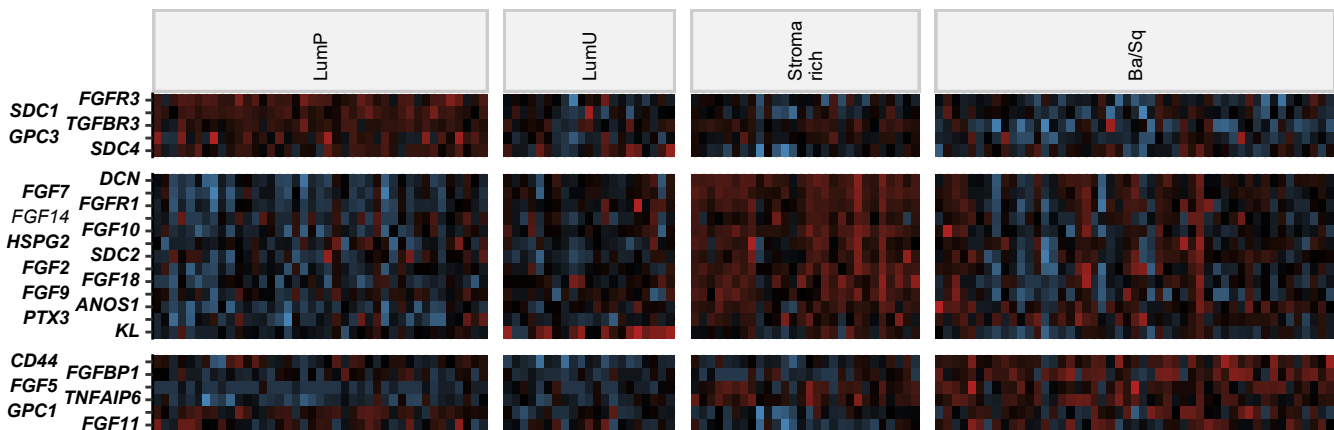 LumP
LumU
Stroma
rich
Ba/Sq
FGFR3
SDC1
TGFBR3
GPC3
SDC4
DCN
FGF7
FGFR1
FGF14
FGF10
HSPG2
SDC2
FGF2
FGF18
FGF9
ANOS1
PTX3
KL
CD44
FGFBP1
FGF5
TNFAIP6
GPC1
FGF11